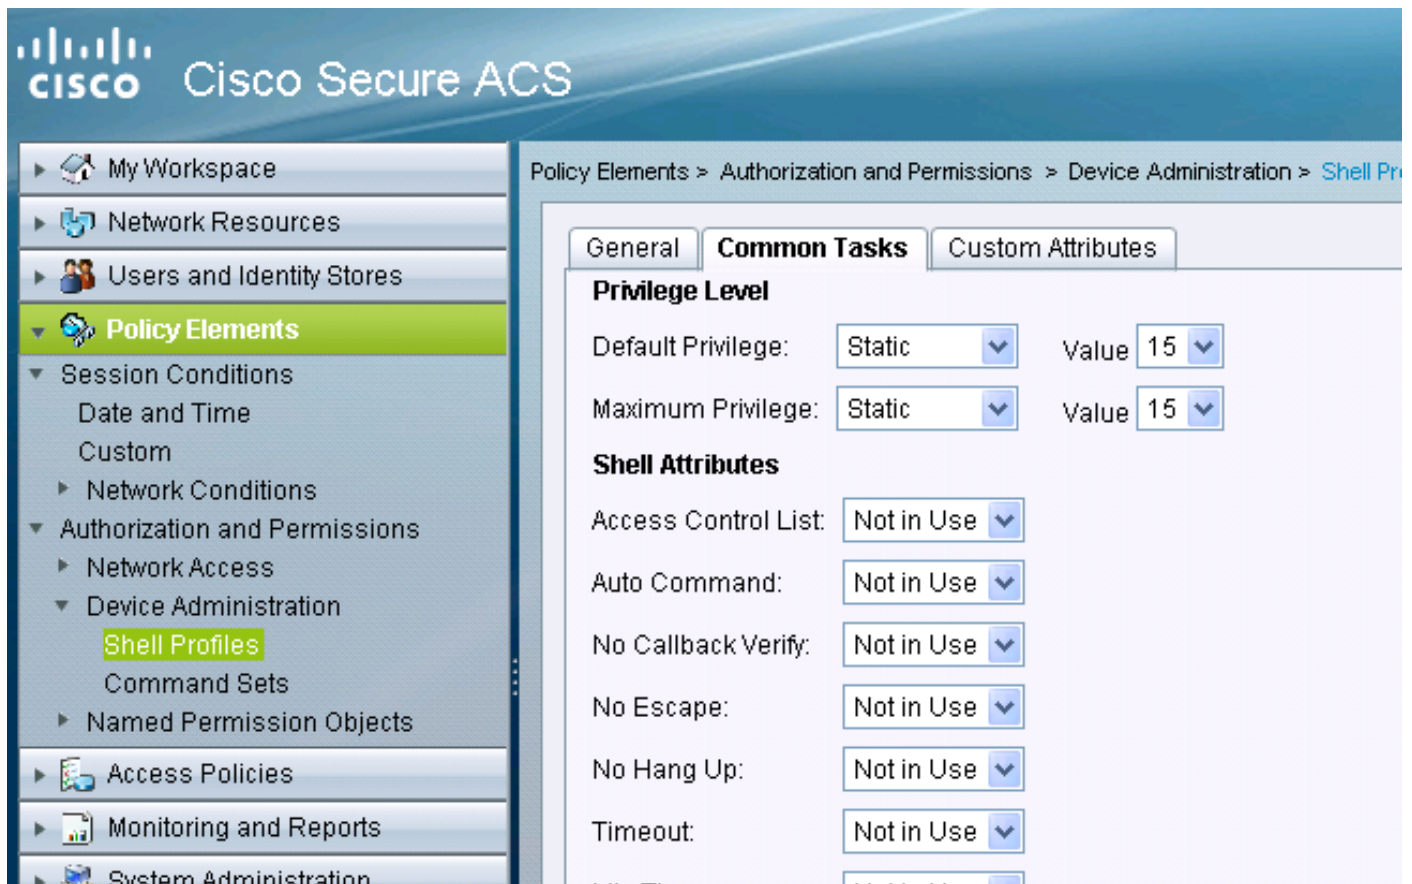 CISCO Cisco Secure ACS
My Workspace
Network Resources
Users and Identity Stores
Policy Elements
Session Conditions
Date and Time
Custom
Network Conditions
Authorization and Permissions
Network Access
Device Administration
Shell Profiles
Command Sets
Named Permission Objects
Access Policies
Monitoring and Reports
System Administration
Policy Elements > Authorization and Permissions > Device Administration > Shell
General Common Tasks Custom Attributes
Privilege Level
Default Privilege: Static Value 15
Maximum Privilege: Static Value 15
Shell Attributes
Access Control List: Not in Use
Auto Command: Not in Use
No Callback Verify: Not in Use
No Escape: Not in Use
No Hang Up: Not in Use
Timeout: Not in Use